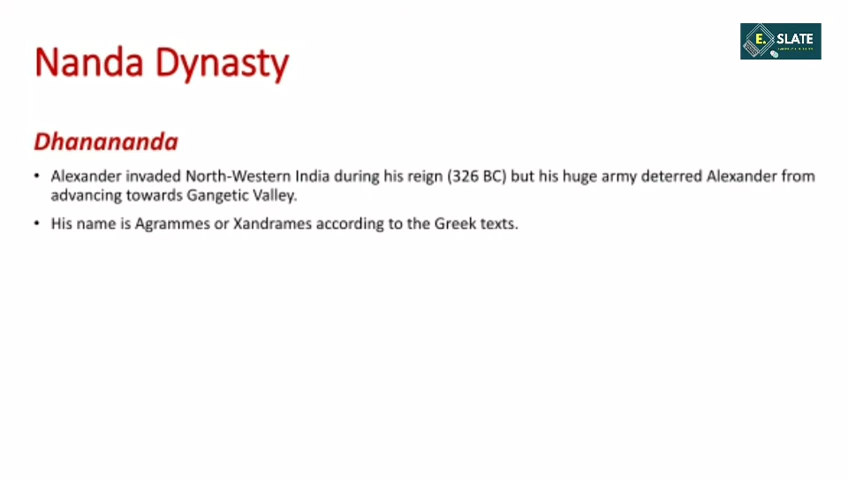 E. SLATE
Nanda Dynasty
Dhanananda
• Alexander invaded North-Western India during his reign (326 BC) but his huge army deterred Alexander from
advancing towards Gangetic Valley.
• His name is Agrammes or Xandrames according to the Greek texts.